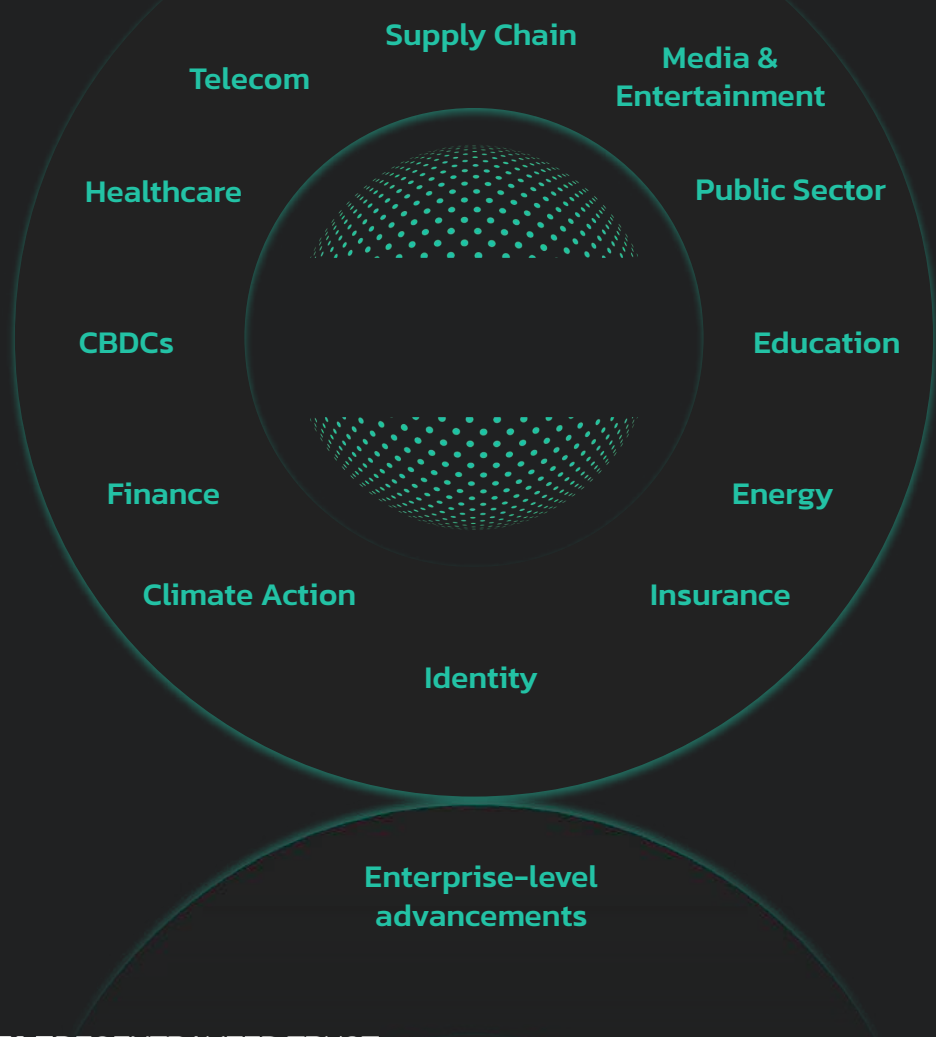 Supply Chain
Media &
Entertainment
Telecom
Healthcare
Public Sector
CBDCs
Education
Finance
Energy
Climate Action
Insurance
Identity
Enterprise-level
advancements